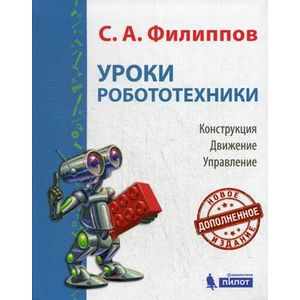 С. А. Филиппов
УРОКИ
РОБОТОТЕХНИКИ
Конструкция
Движение
Управление
НОВОЕ
ДОПОЛНЕННОЕ
ИЗДАНИЕ
ПИЛОТ